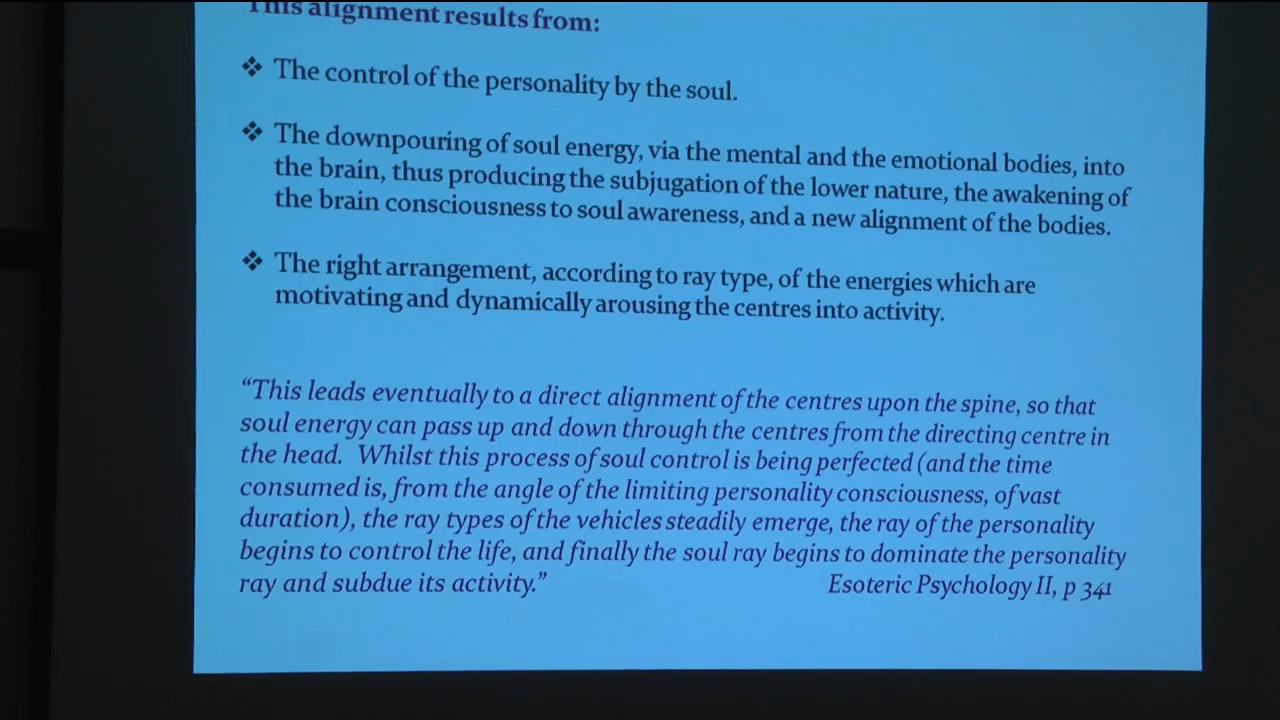 This alignment results from:
❖ The control of the personality by the soul.
❖ The downpouring of soul energy, via the mental and the emotional bodies, into
the brain, thus producing the subjugation of the lower nature, the awakening of
the brain consciousness to soul awareness, and a new alignment of the bodies.
❖ The right arrangement, according to ray type, of the energies which are
motivating and dynamically arousing the centres into activity.
“This leads eventually to a direct alignment of the centres upon the spine, so that
soul energy can pass up and down through the centres from the directing centre in
the head. Whilst this process of soul control is being perfected (and the time
consumed is, from the angle of the limiting personality consciousness, of vast
duration), the ray types of the vehicles steadily emerge, the ray of the personality
begins to control the life, and finally the soul ray begins to dominate the personality
ray and subdue its activity.” Esoteric Psychology II, p 341